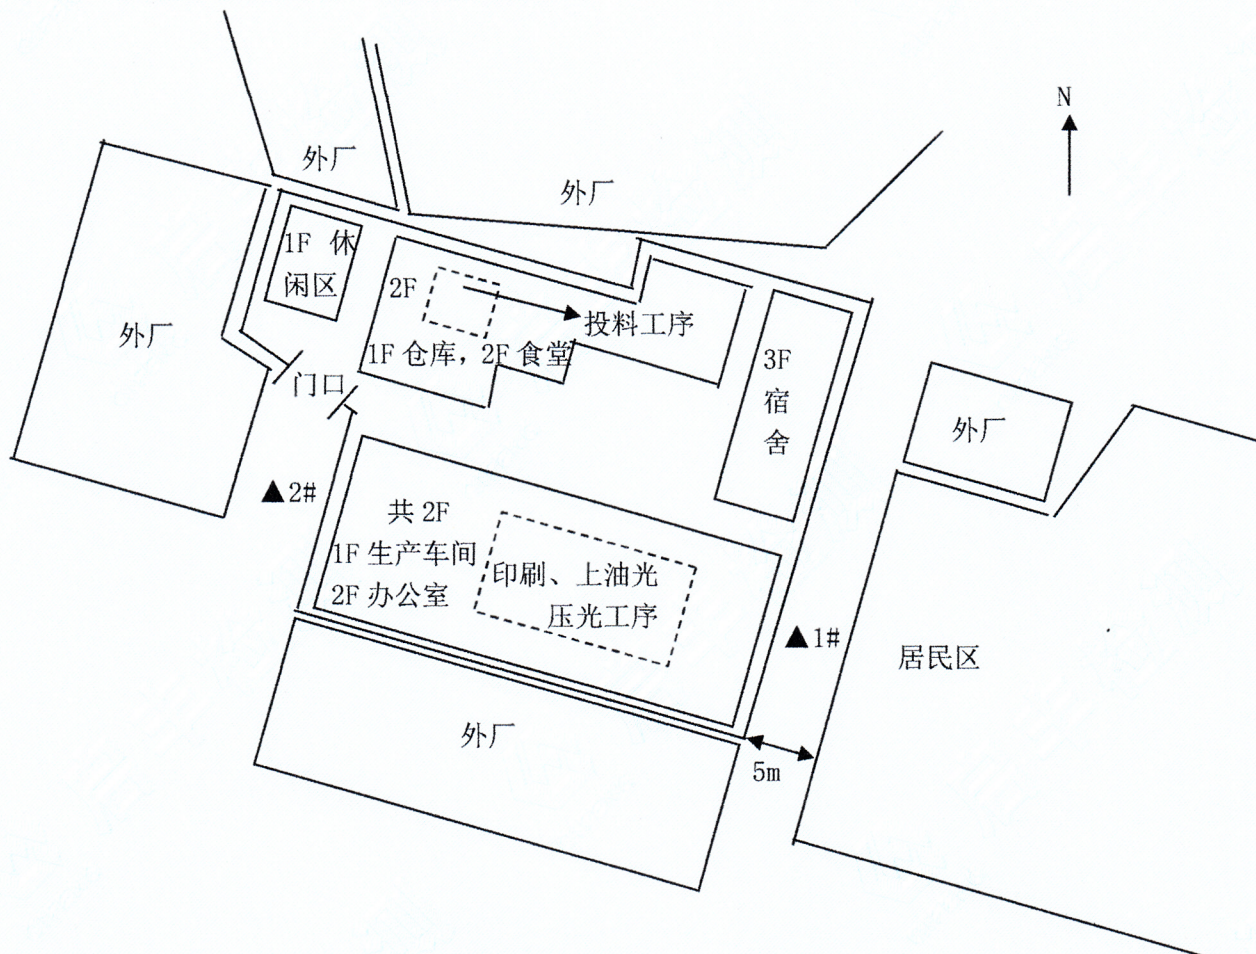 N
外厂
外厂
1F 休
闲区
2F
投料工序
外厂
1F 仓库，2F 食堂
3F
宿
舍
门口
外厂
▲2#
共 2F
1F 生产车间
2F 办公室
印刷、上油光
压光工序
▲1#
居民区
外厂
5m